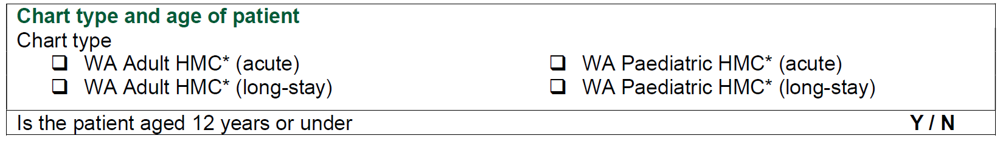 Chart type and age of patient
Chart type
❑ WA Adult HMC* (acute) ❑ WA Paediatric HMC* (acute)
❑ WA Adult HMC* (long-stay) ❑ WA Paediatric HMC* (long-stay)
Is the patient aged 12 years or under Y / N